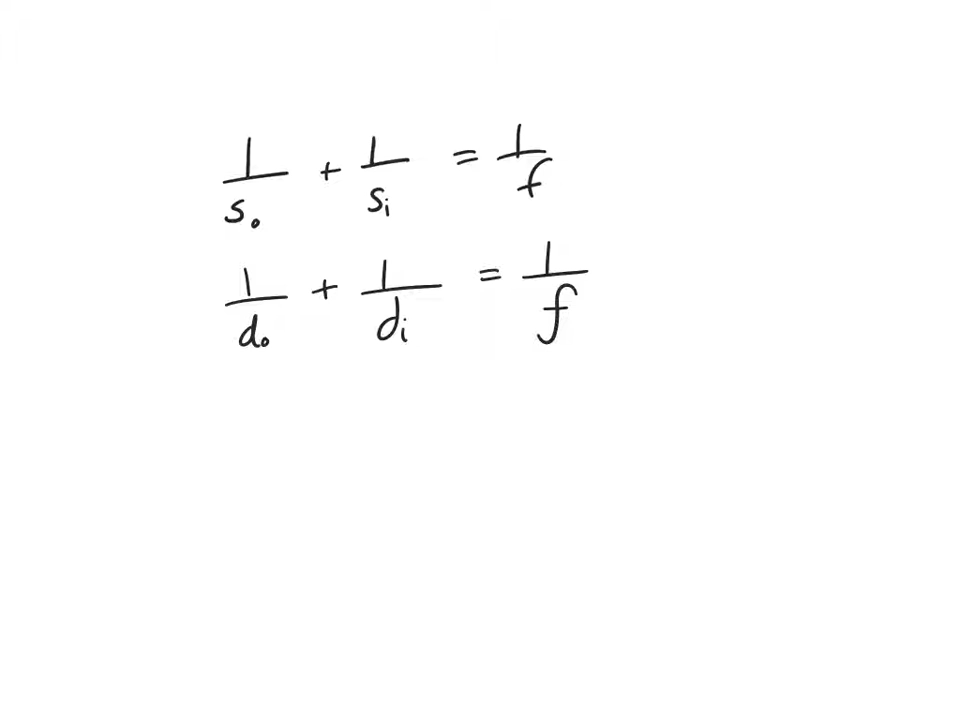 1/s₀ + 1/sᵢ = 1/f
1/d₀ + 1/dᵢ = 1/f